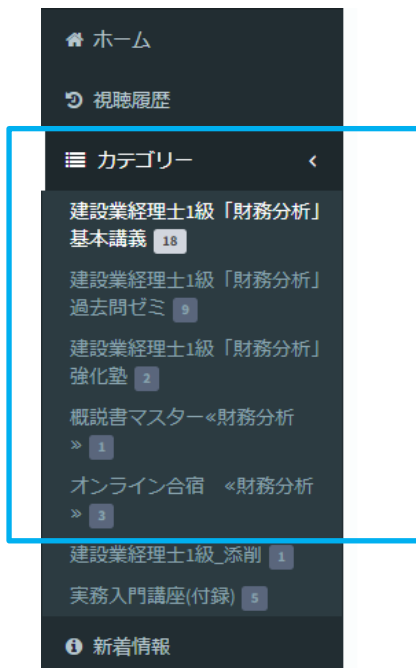 ホーム
視聴履歴
カテゴリー
建設業経理士1級「財務分析」
基本講義 18
建設業経理士1級「財務分析」
過去問ゼミ 9
建設業経理士1級「財務分析」
強化塾 2
概説書マスター«財務分析
» 1
オンライン合宿　«財務分析
» 3
建設業経理士1級_添削 1
実務入門講座(付録) 5
新着情報